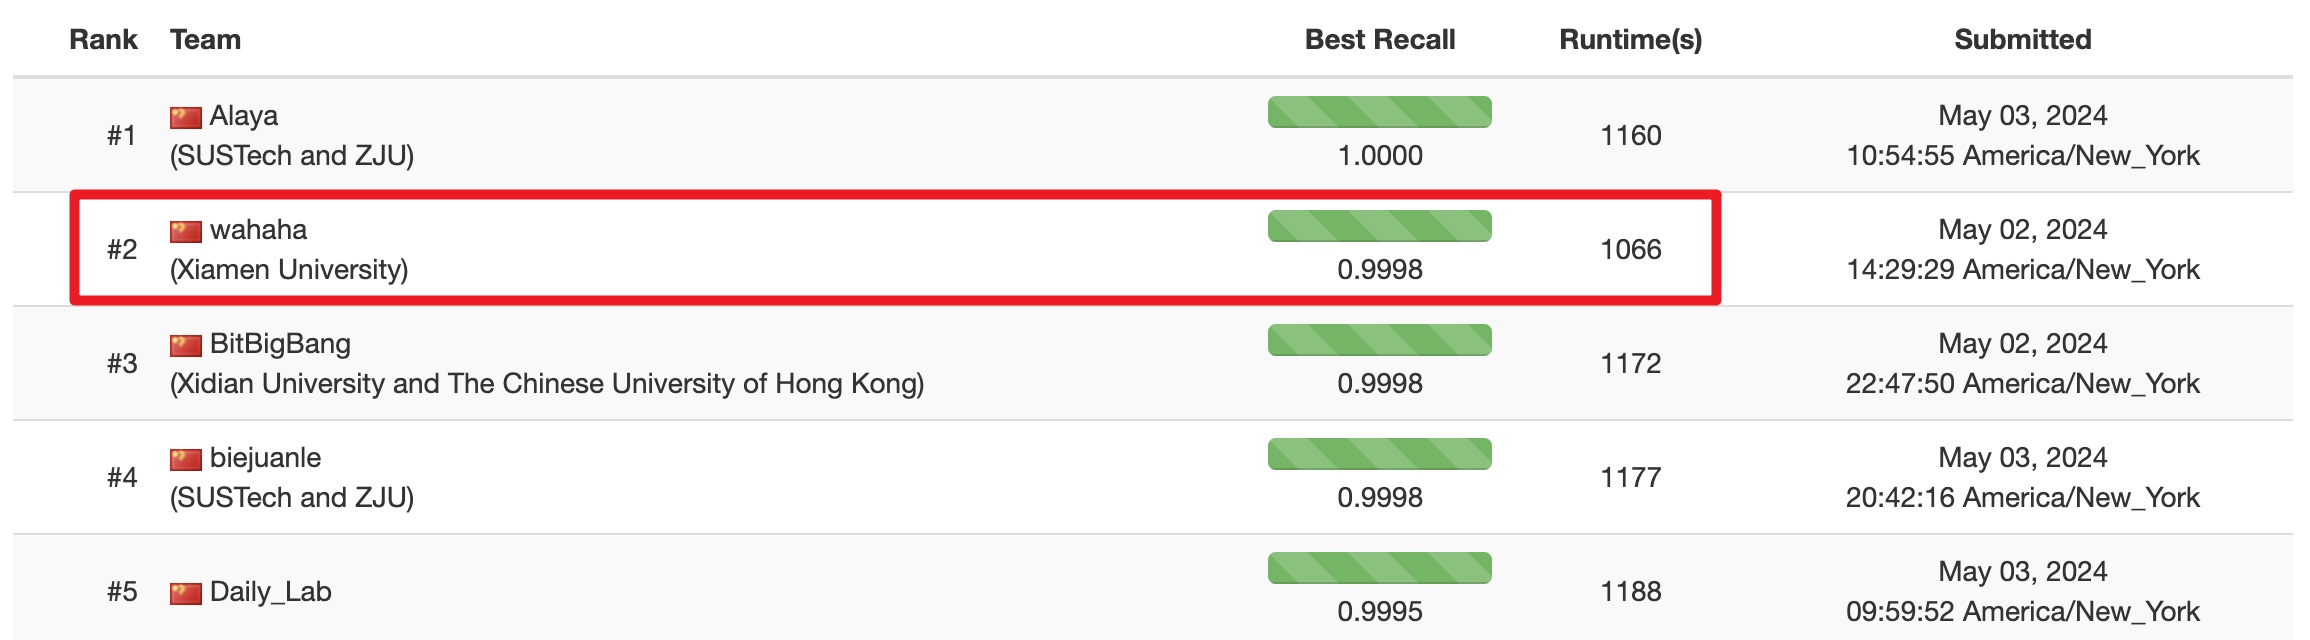 Rank Team Best Recall Runtime(s) Submitted
#1 Alaya (SUSTech and ZJU) 1.0000 1160 May 03, 2024 10:54:55 America/New_York
#2 wahaha (Xiamen University) 0.9998 1066 May 02, 2024 14:29:29 America/New_York
#3 BitBigBang (Xidian University and The Chinese University of Hong Kong) 0.9998 1172 May 02, 2024 22:47:50 America/New_York
#4 biejuanle (SUSTech and ZJU) 0.9998 1177 May 03, 2024 20:42:16 America/New_York
#5 Daily_Lab 0.9995 1188 May 03, 2024 09:59:52 America/New_York